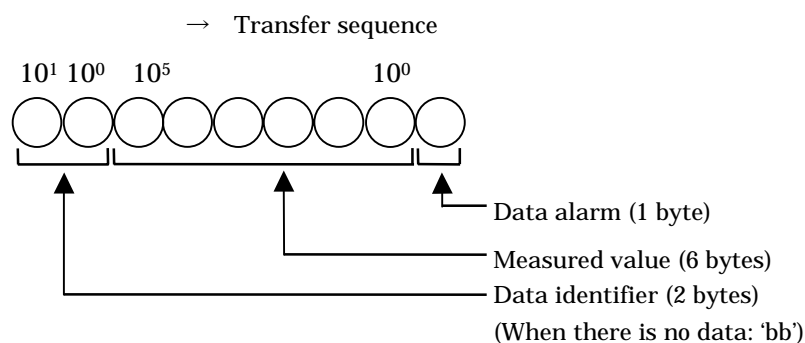 → Transfer sequence
10¹ 10⁰ 10⁵ 10⁰
Data alarm (1 byte)
Measured value (6 bytes)
Data identifier (2 bytes)
(When there is no data: ‘bb’)